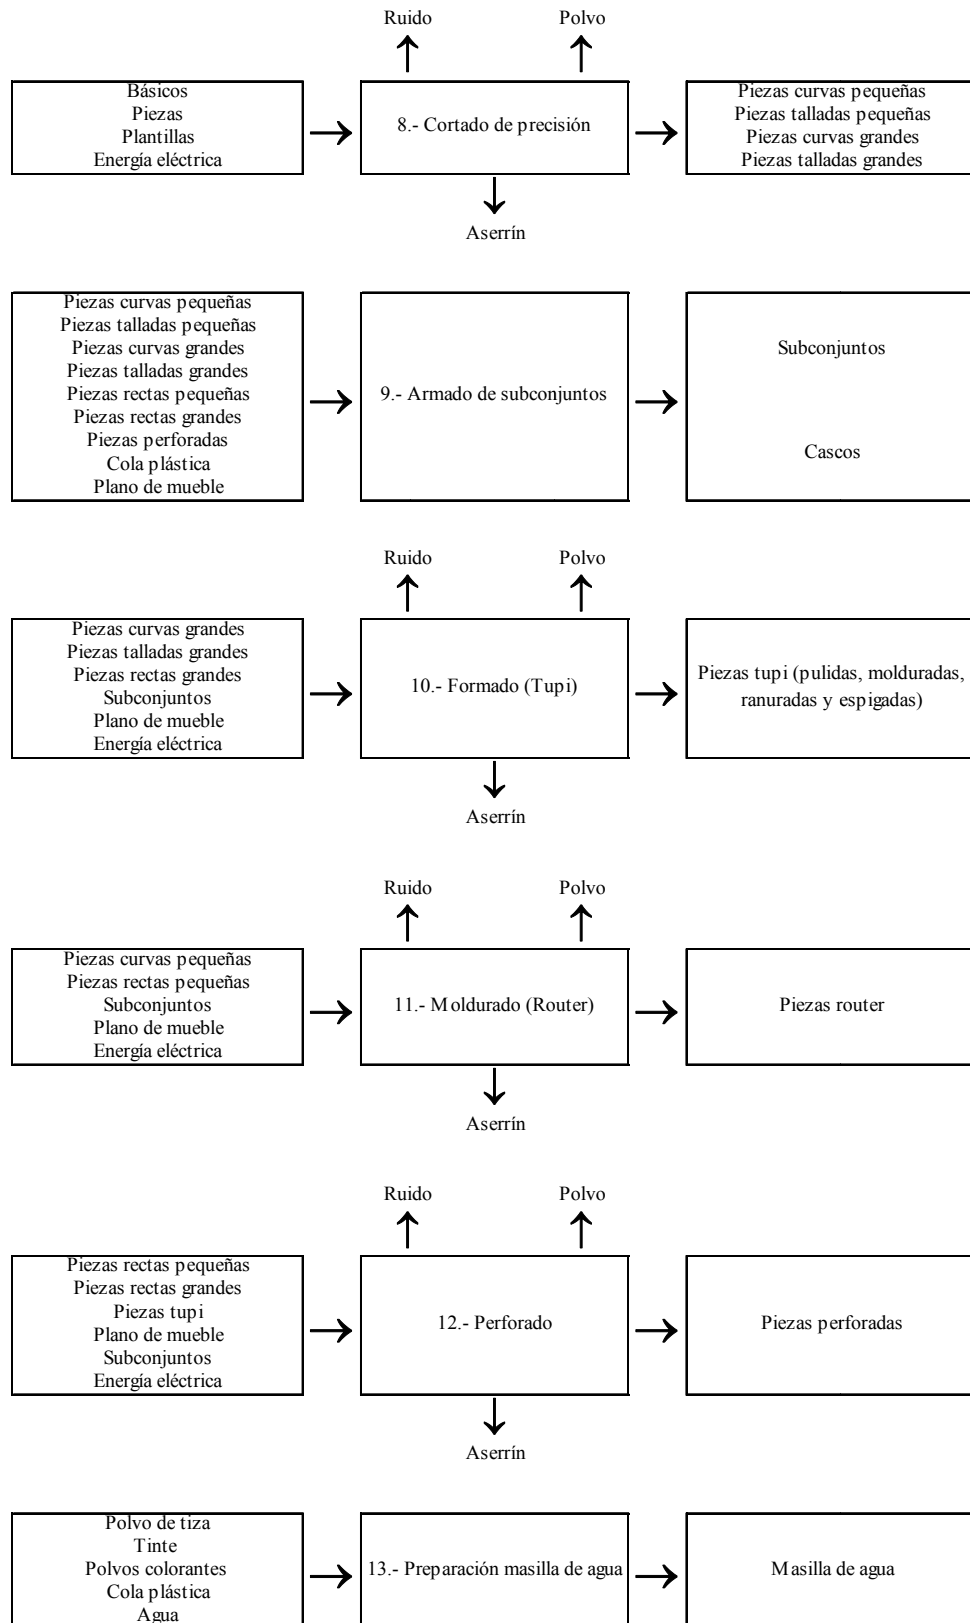 Ruido
Polvo
Básicos
Piezas
Plantillas
Energía eléctrica
8.- Cortado de precisión
Piezas curvas pequeñas
Piezas talladas pequeñas
Piezas curvas grandes
Piezas talladas grandes
Aserrín
Piezas curvas pequeñas
Piezas talladas pequeñas
Piezas curvas grandes
Piezas talladas grandes
Piezas rectas pequeñas
Piezas rectas grandes
Piezas perforadas
Cola plástica
Plano de mueble
9.- Armado de subconjuntos
Subconjuntos
Cascos
Ruido
Polvo
Piezas curvas grandes
Piezas talladas grandes
Piezas rectas grandes
Subconjuntos
Plano de mueble
Energía eléctrica
10.- Formado (Tupi)
Piezas tupi (pulidas, molduradas,
ranuradas y espigadas)
Aserrín
Ruido
Polvo
Piezas curvas pequeñas
Piezas rectas pequeñas
Subconjuntos
Plano de mueble
Energía eléctrica
11.- Moldurado (Router)
Piezas router
Aserrín
Ruido
Polvo
Piezas rectas pequeñas
Piezas rectas grandes
Piezas tupi
Plano de mueble
Subconjuntos
Energía eléctrica
12.- Perforado
Piezas perforadas
Aserrín
Polvo de tiza
Tinte
Polvos colorantes
Cola plástica
Agua
13.- Preparación masilla de agua
Masilla de agua